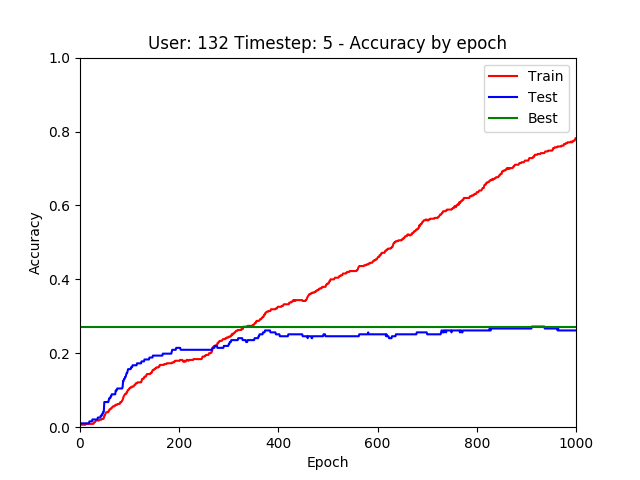 User: 132 Timestep: 5 - Accuracy by epoch
1.0
0.8
0.6
0.4
0.2
0.0
Accuracy
Train
Test
Best
0 200 400 600 800 1000
Epoch